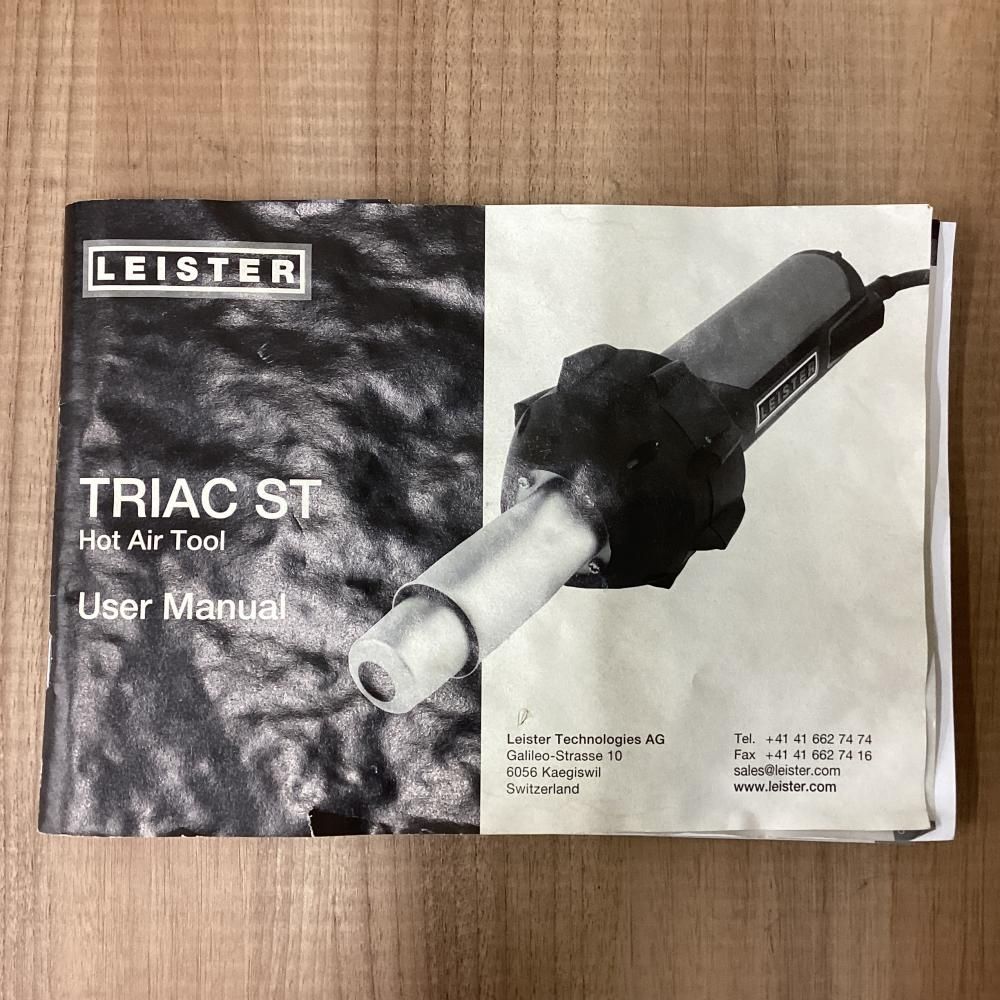 LEISTER
TRIAC ST
Hot Air Tool
User Manual
LEISTER
Leister Technologies AG
Galileo-Strasse 10
6056 Kaegiswil
Switzerland
Tel. +41 41 662 74 74
Fax +41 41 662 74 16
sales@leister.com
www.leister.com